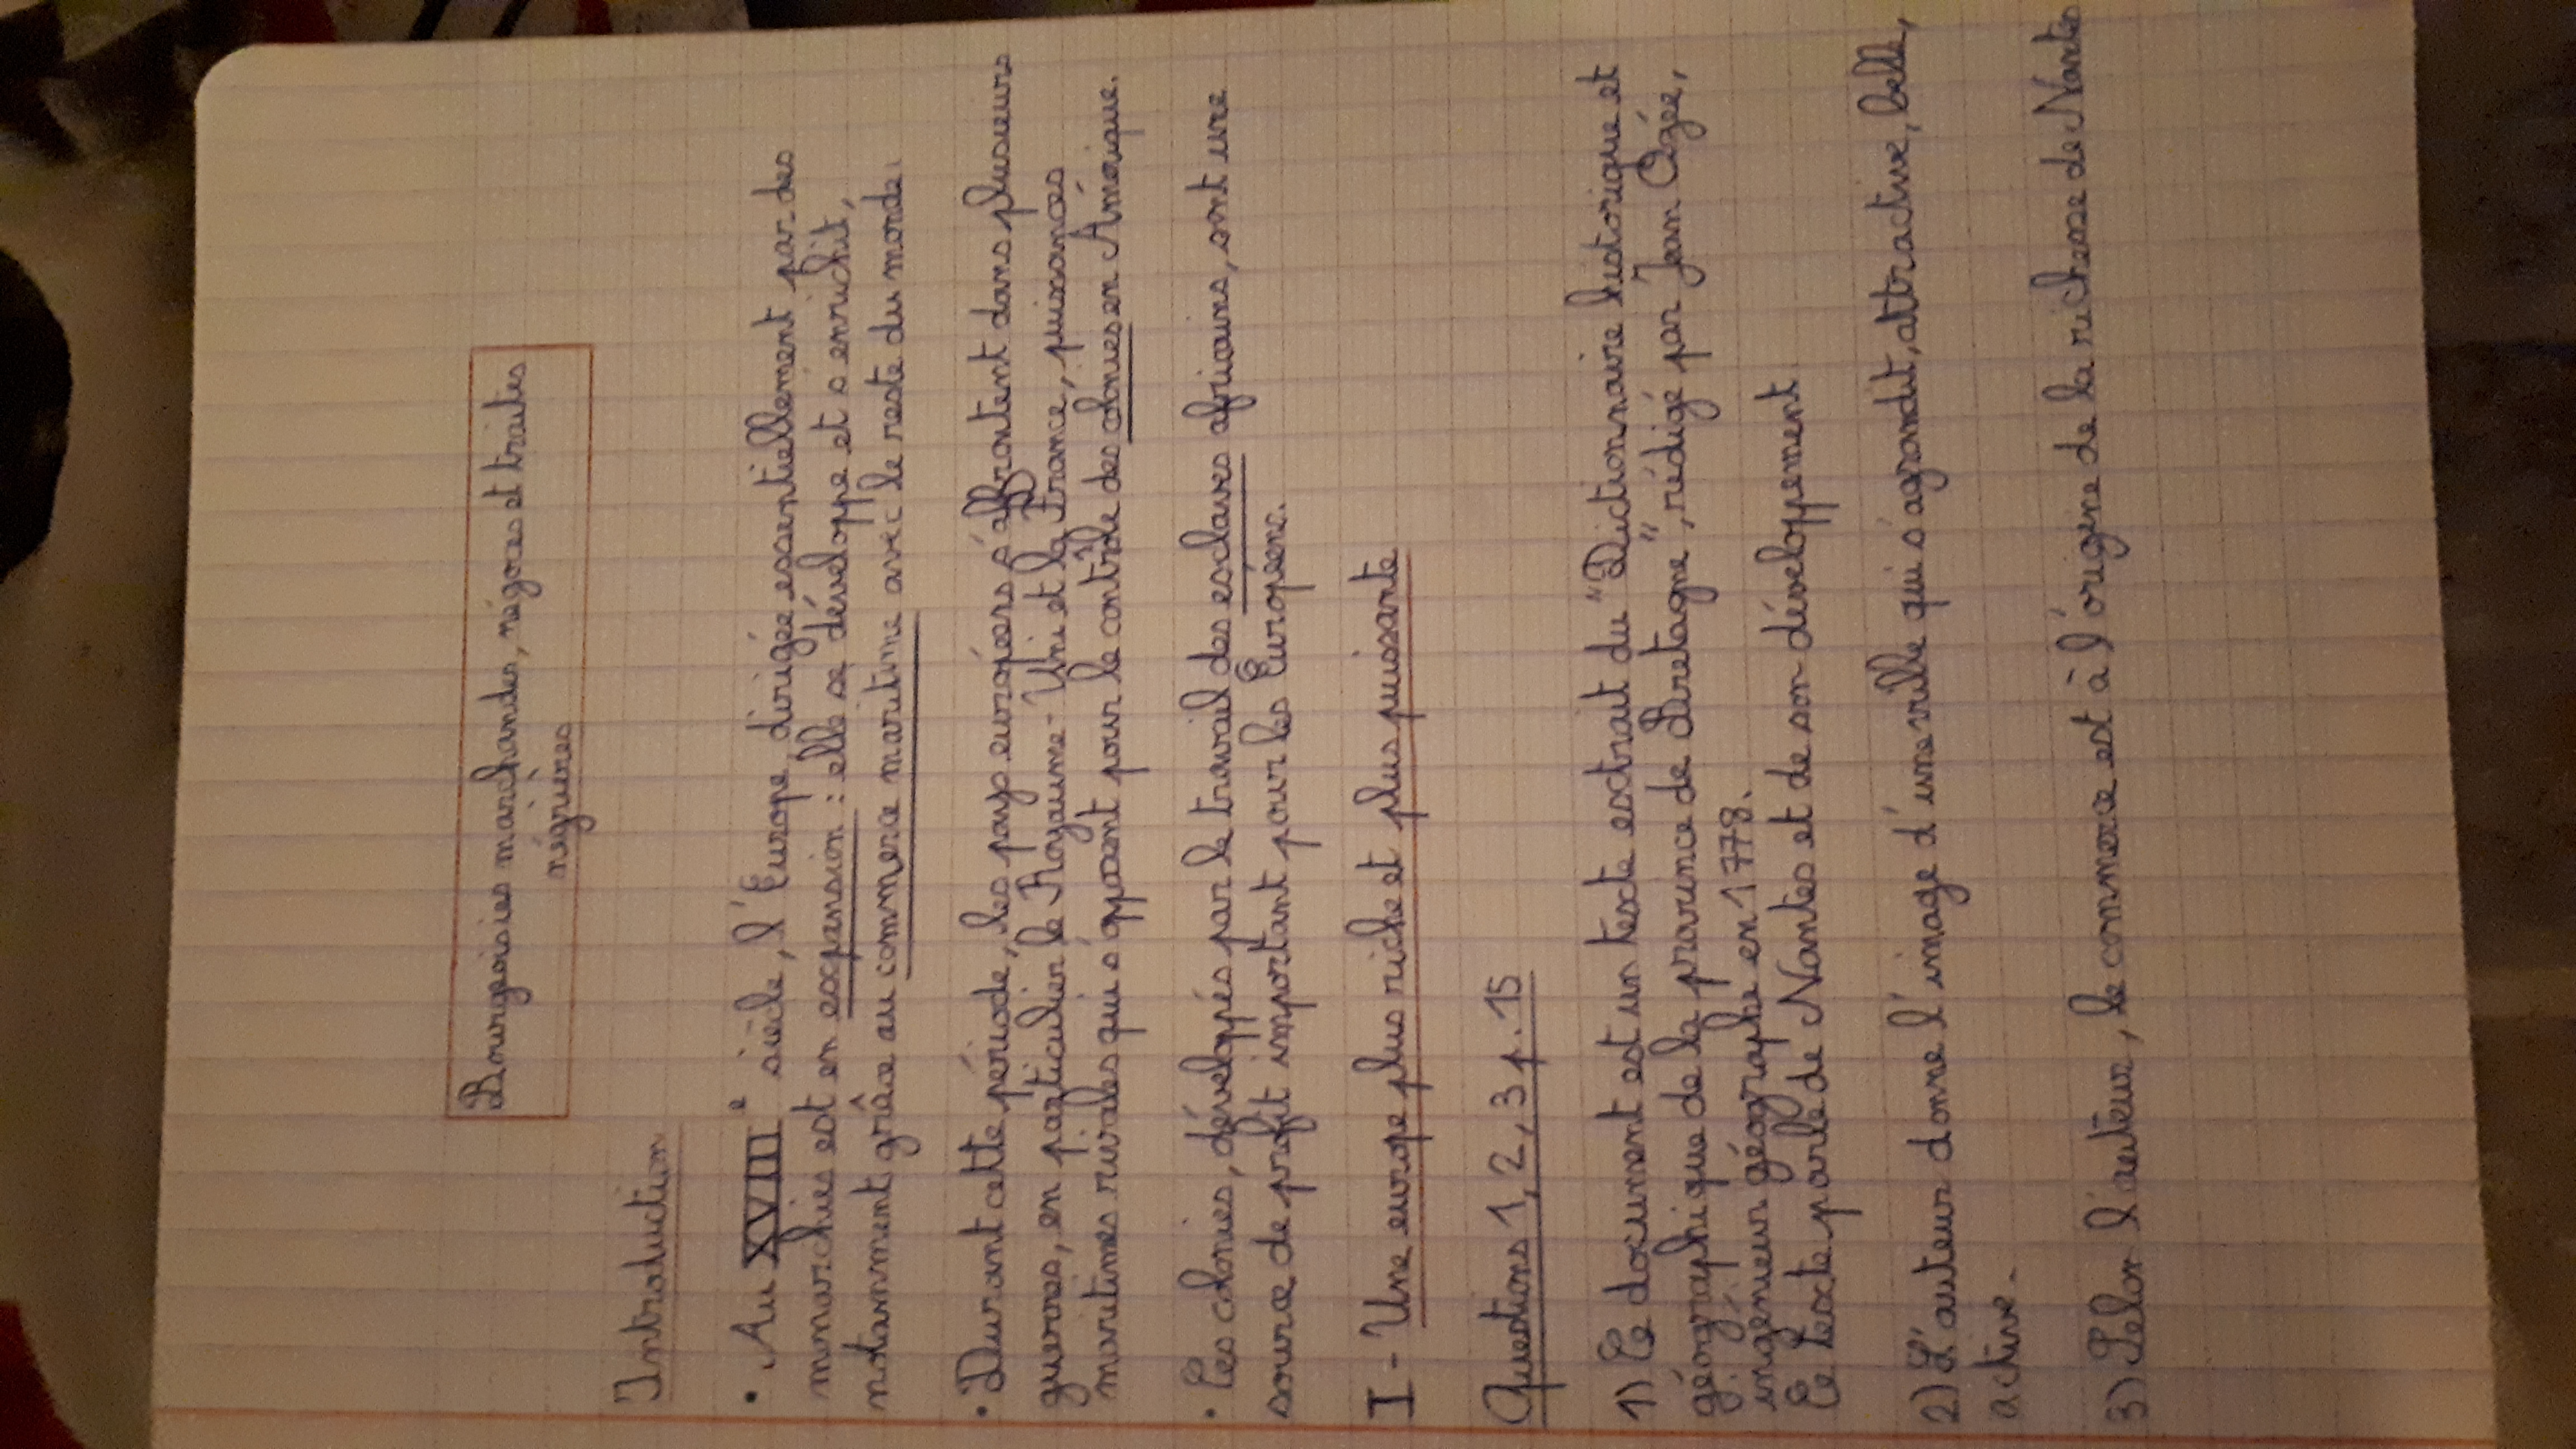 Bourgeoisies marchandes, négoces et traites
négrières
Introduction
• Au XVIIIe siècle, l'Europe, dirigée essentiellement par des
monarchies est en expansion : elle se développe et s'enrichit,
notamment grâce au commerce maritime avec le reste du monde.
• Durant cette période, les pays européens s'affrontent dans plusieurs
guerres, en particulier le Royaume-Uni et la France, puissances
maritimes rivales qui s'opposent pour le contrôle des colonies en Amérique.
• Ces colonies, développés par le travail des esclaves africains, sont une
source de profit important pour les Européens.
I - Une europe plus riche et plus puissante
Questions 1, 2, 3 p. 15
1) Ce document est un texte extrait du "Dictionnaire historique et
géographique de la province de Bretagne", rédigé par Jean Ogée,
ingénieur géographe en 1778.
Ce texte parle de Nantes et de son développement
2) L'auteur donne l'image d'une ville qui s'agrandit, attractive, belle,
active.
3) Selon l'auteur, le commerce est à l'origine de la richesse de Nantes